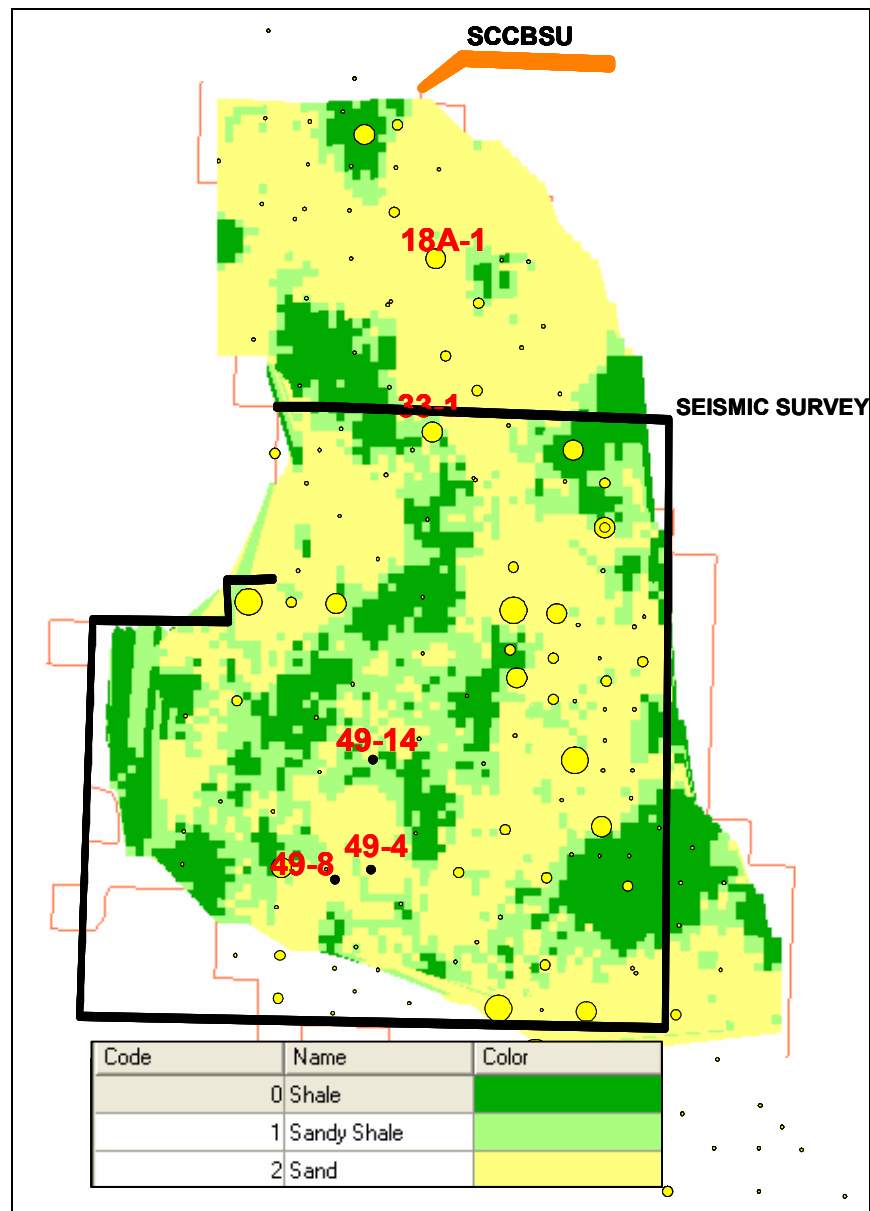 SCCBSU
18A-1
33-1
SEISMIC SURVEY
49-14
49-4
49-8
Code Name Color
0 Shale
1 Sandy Shale
2 Sand